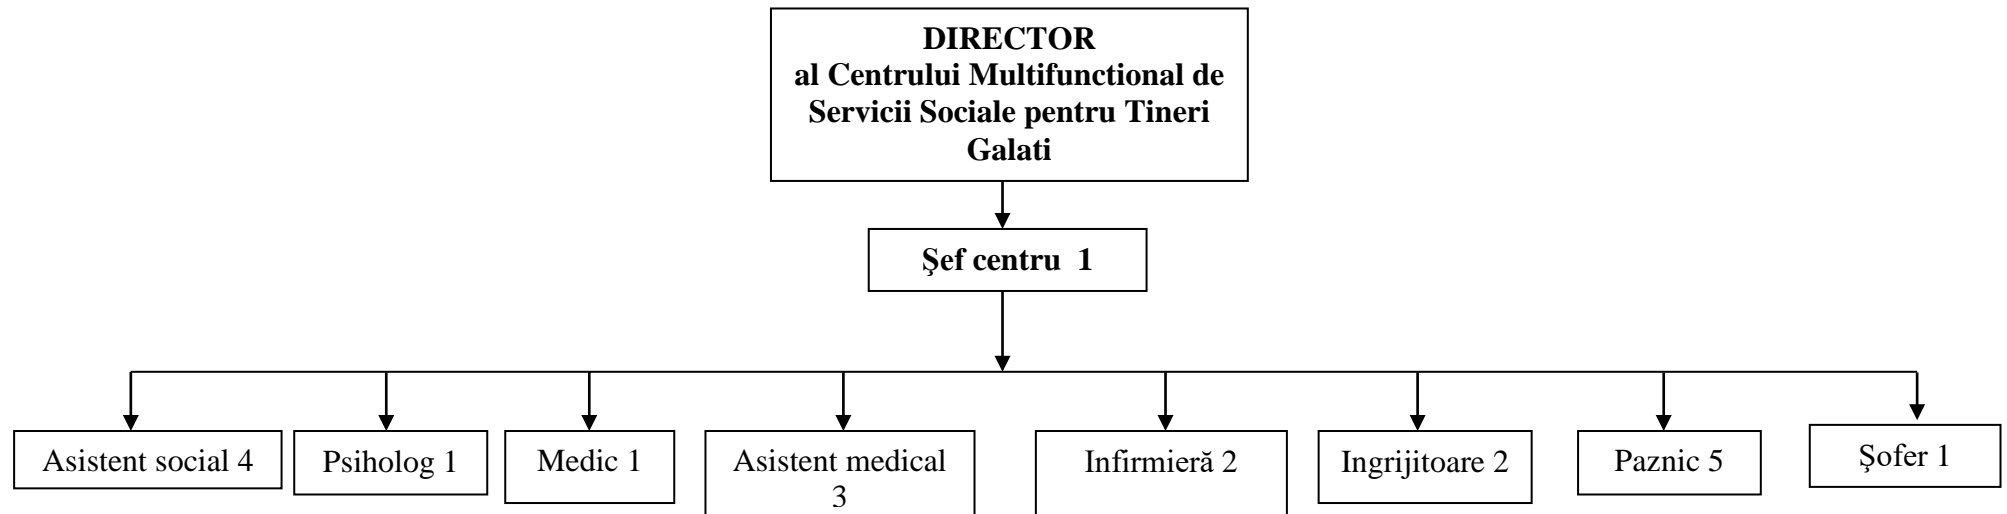 DIRECTOR
al Centrului Multifunctional de
Servicii Sociale pentru Tineri
Galati
Şef centru 1
Asistent social 4
Psiholog 1
Medic 1
Asistent medical
3
Infirmieră 2
Ingrijitoare 2
Paznic 5
Şofer 1